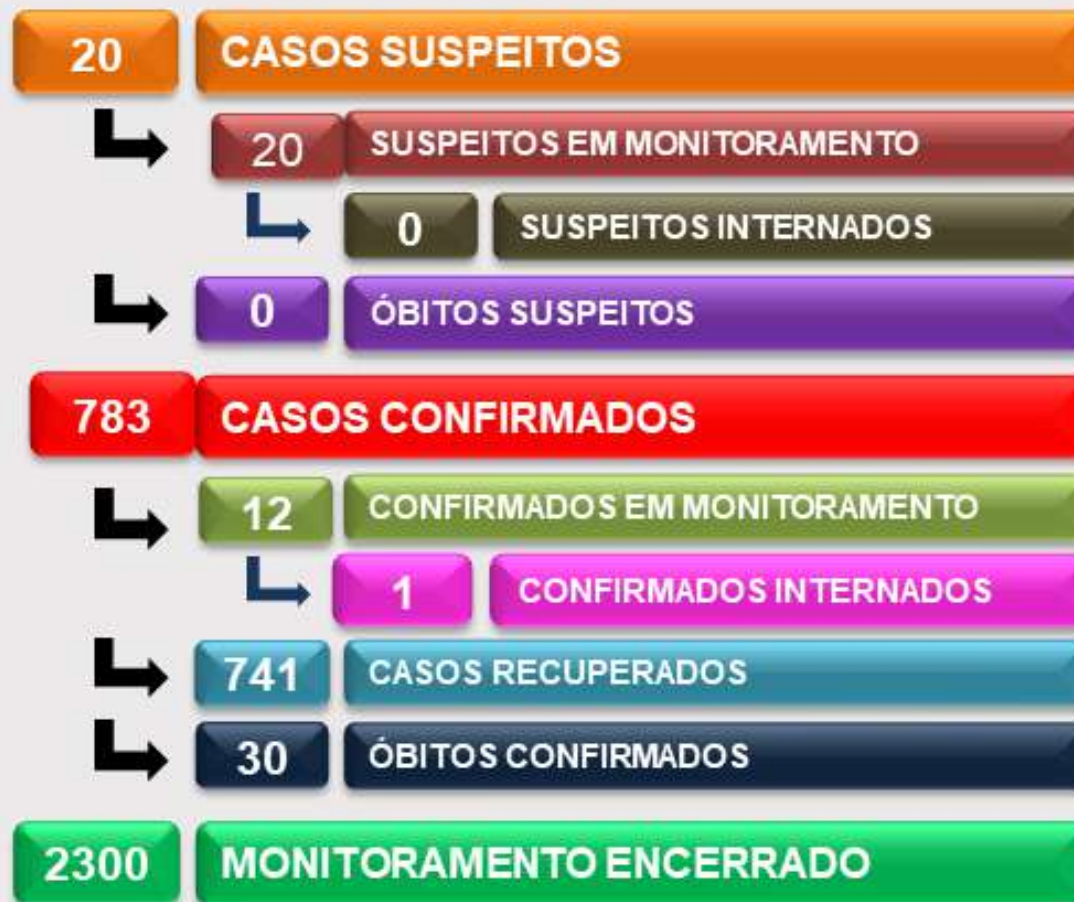 20 CASOS SUSPEITOS
20 SUSPEITOS EM MONITORAMENTO
0 SUSPEITOS INTERNADOS
0 ÓBITOS SUSPEITOS
783 CASOS CONFIRMADOS
12 CONFIRMADOS EM MONITORAMENTO
1 CONFIRMADOS INTERNADOS
741 CASOS RECUPERADOS
30 ÓBITOS CONFIRMADOS
2300 MONITORAMENTO ENCERRADO